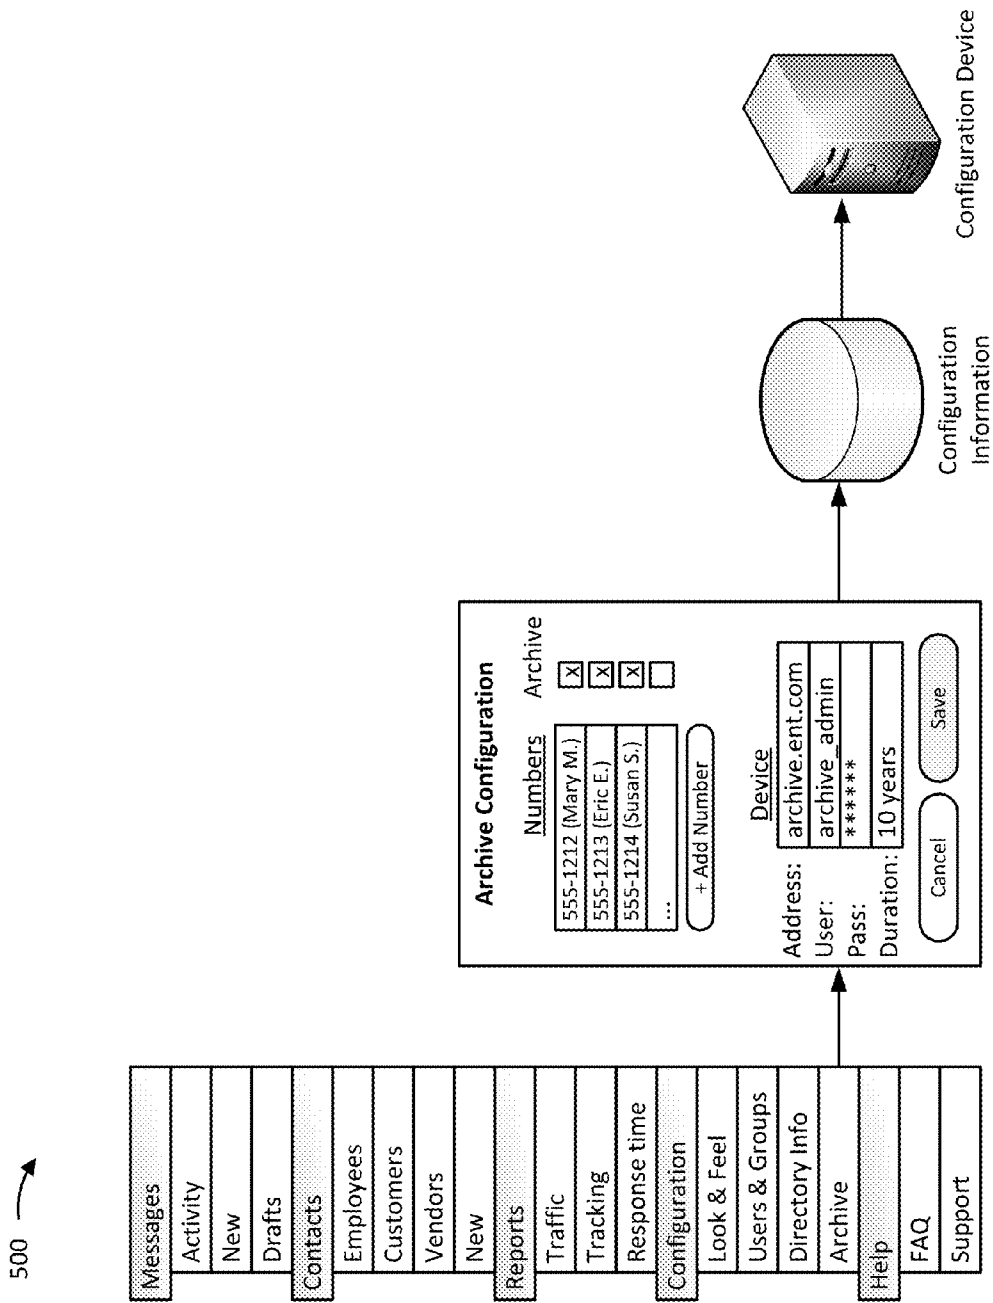 500
Messages
Activity
New
Drafts
Contacts
Employees
Customers
Vendors
New
Reports
Traffic
Tracking
Response time
Configuration
Look & Feel
Users & Groups
Directory Info
Archive
Help
FAQ
Support
Archive Configuration
Numbers Archive
555-1212 (Mary M.) X
555-1213 (Eric E.) X
555-1214 (Susan S.) X
...
+ Add Number
Device
Address: archive.ent.com
User: archive_admin
Pass: *******
Duration: 10 years
Cancel Save
Configuration
Information
Configuration Device